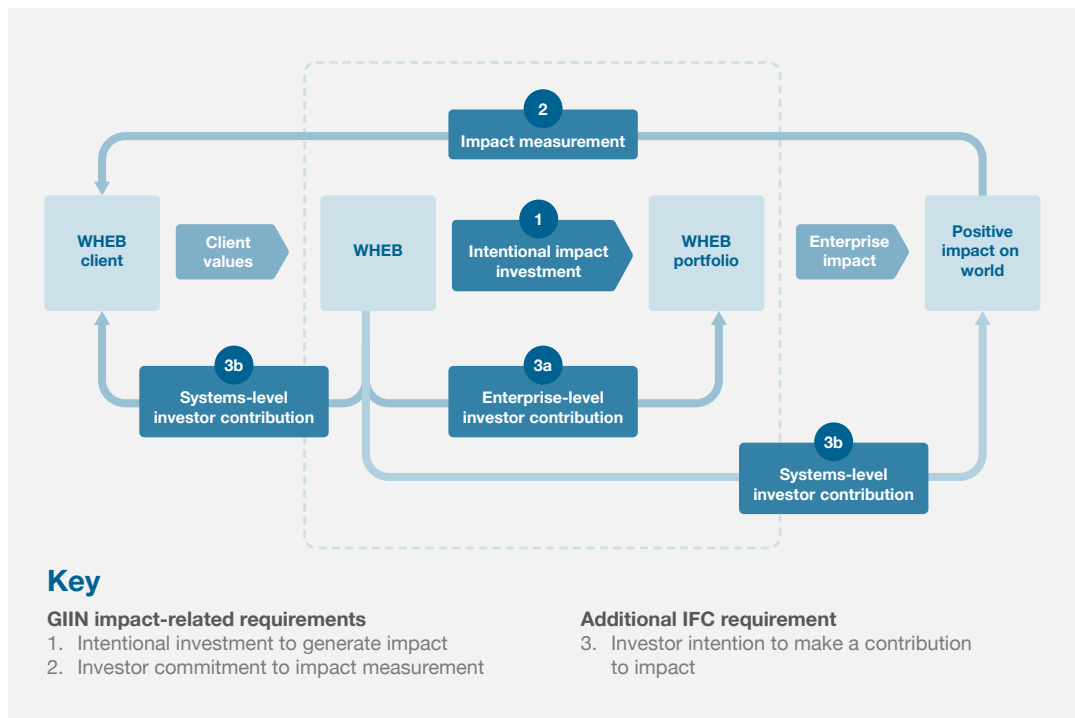 2
Impact measurement
WHEB
client
Client
values
WHEB
1
Intentional impact
investment
WHEB
portfolio
Enterprise
impact
Positive
impact on
world
3b
Systems-level
investor contribution
3a
Enterprise-level
investor contribution
3b
Systems-level
investor contribution
Key
GIIN impact-related requirements
1. Intentional investment to generate impact
2. Investor commitment to impact measurement
Additional IFC requirement
3. Investor intention to make a contribution
to impact